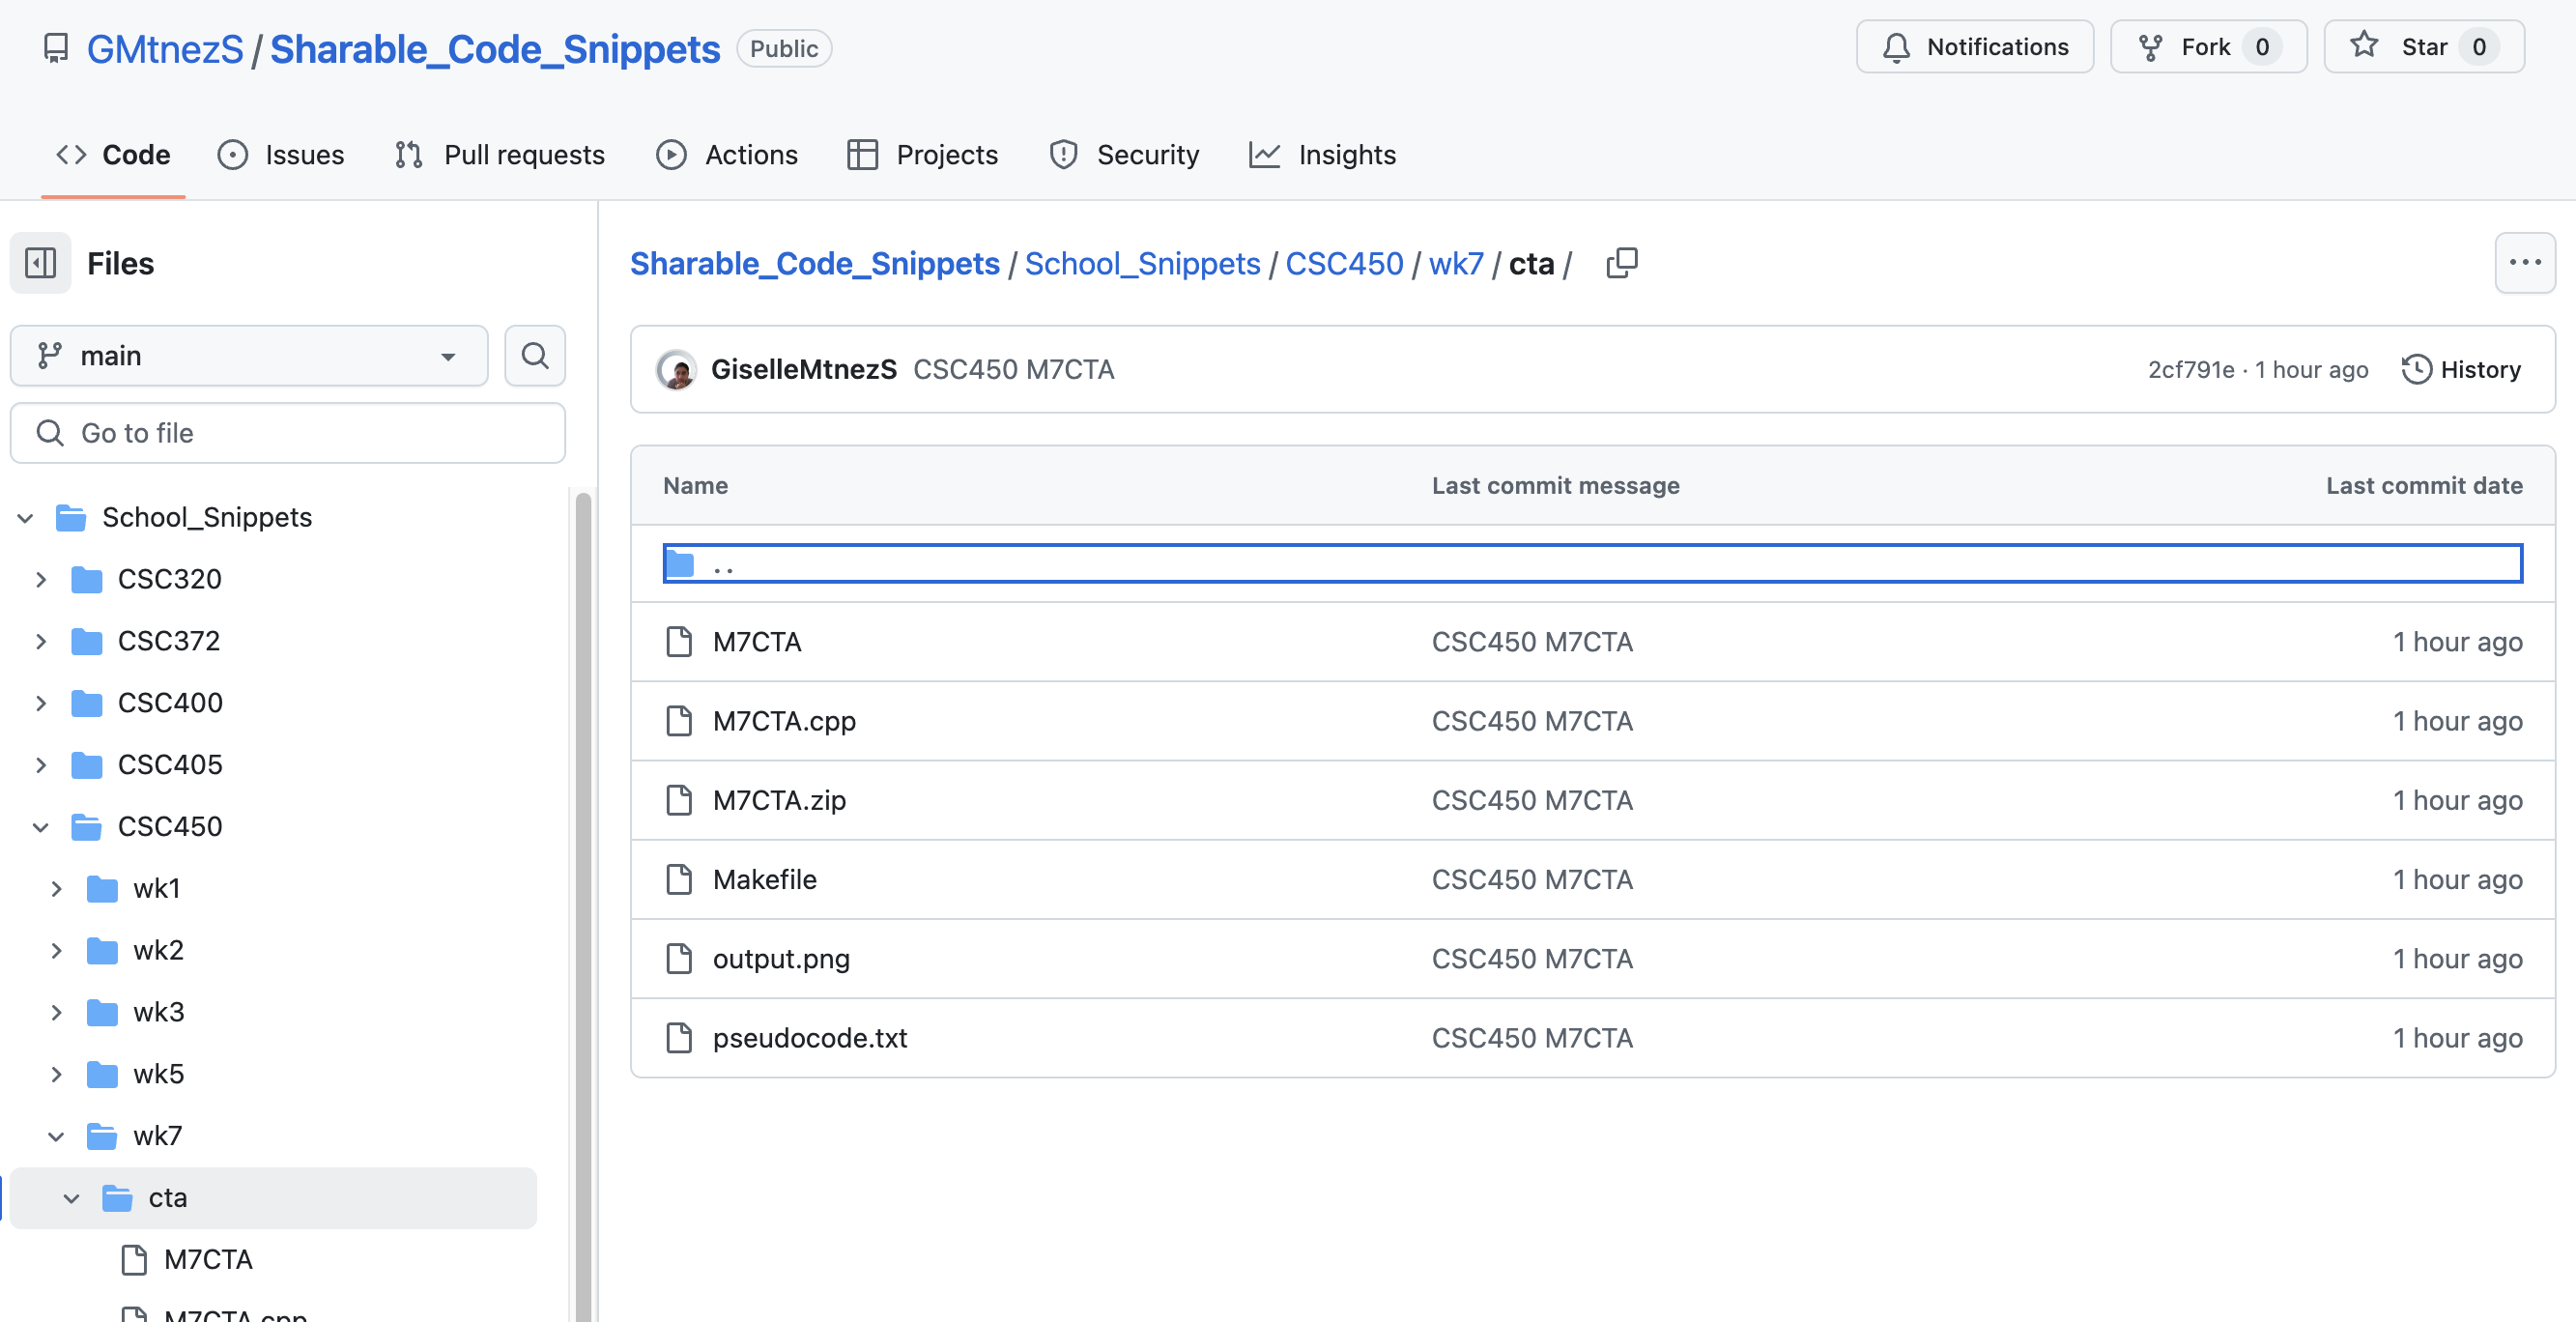 GMtnezS / Sharable_Code_Snippets Public Notifications Fork 0 Star 0
Code Issues Pull requests Actions Projects Security Insights
Files
main
Go to file
School_Snippets
CSC320
CSC372
CSC400
CSC405
CSC450
wk1
wk2
wk3
wk5
wk7
cta
M7CTA
M7CTA.cpp
Sharable_Code_Snippets / School_Snippets / CSC450 / wk7 / cta /
GiselleMtnezS CSC450 M7CTA 2cf791e · 1 hour ago History
Name Last commit message Last commit date
..
M7CTA CSC450 M7CTA 1 hour ago
M7CTA.cpp CSC450 M7CTA 1 hour ago
M7CTA.zip CSC450 M7CTA 1 hour ago
Makefile CSC450 M7CTA 1 hour ago
output.png CSC450 M7CTA 1 hour ago
pseudocode.txt CSC450 M7CTA 1 hour ago